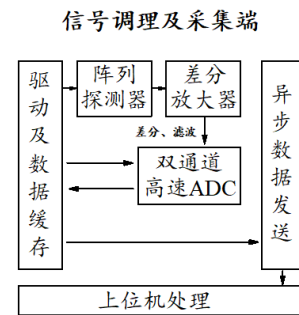 信号调理及采集端
驱动及数据缓存
阵列
探测器
差分
放大器
差分、滤波
双通道
高速ADC
异步数据发送
上位机处理